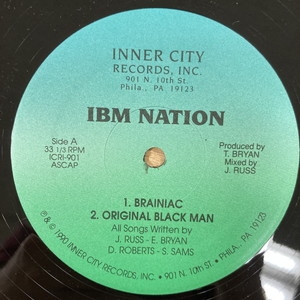 INNER CITY
RECORDS, INC.
901 N. 10th St.
Phila., PA 19123
IBM NATION
Side A
33 1/3 RPM
ICRI-901
ASCAP
Produced by
T. BRYAN
Mixed by
J. RUSS
1. BRAINIAC
2. ORIGINAL BLACK MAN
All Songs Written by
J. RUSS - E. BRYAN
D. ROBERTS - S. SAMS
℗ & © 1990 INNER CITY RECORDS, INC. • 901 N. 10th ST. • PHILA., PA 19123